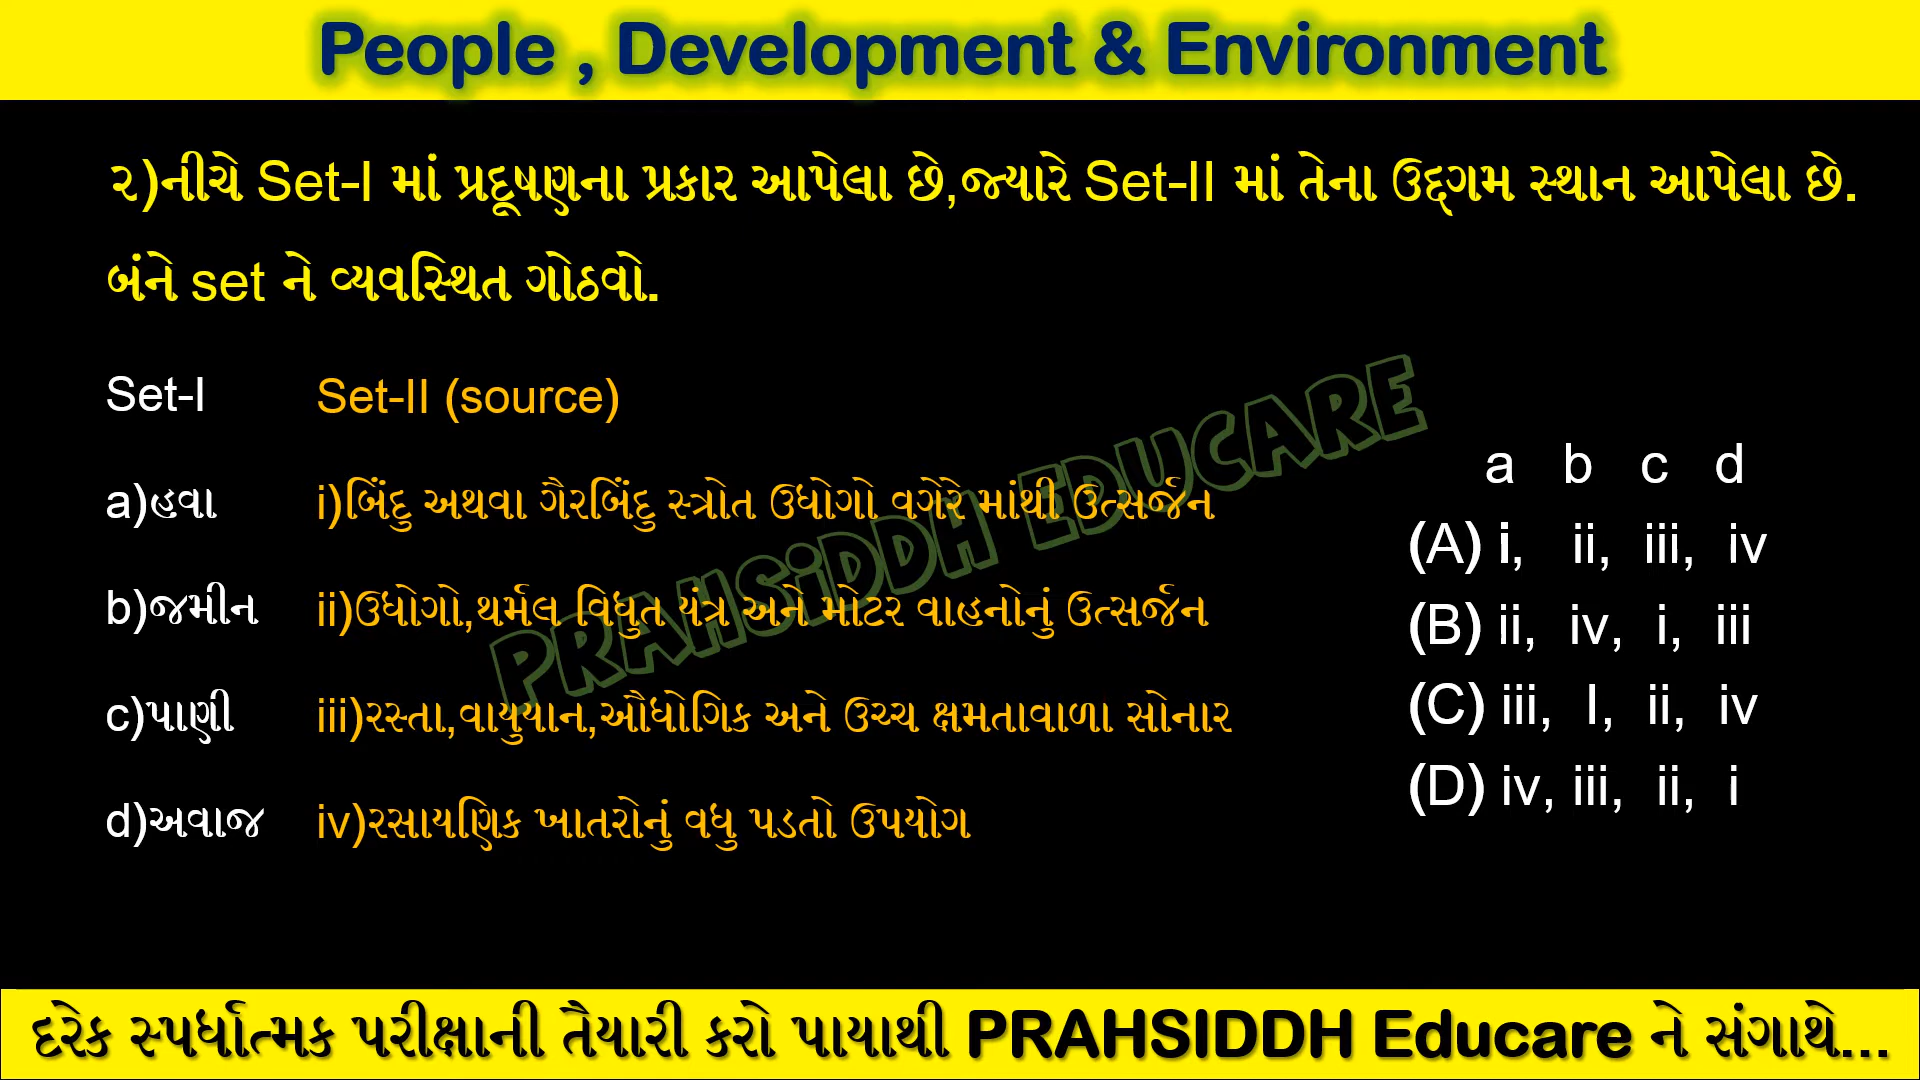 People , Development & Environment
૨)નીચે Set-I માં પ્રદૂષણના પ્રકાર આપેલા છે,જ્યારે Set-II માં તેના ઉદ્દગમ સ્થાન આપેલા છે.
બંને set ને વ્યવસ્થિત ગોઠવો.
Set-I Set-II (source)
a)હવા i)બિંદુ અથવા ગૈરબિંદુ સ્ત્રોત ઉધોગો વગેરે માંથી ઉત્સર્જન
b)જમીન ii)ઉધોગો,થર્મલ વિધુત યંત્ર અને મોટર વાહનોનું ઉત્સર્જન
c)પાણી iii)રસ્તા,વાયુયાન,ઔધોગિક અને ઉચ્ચ ક્ષમતાવાળા સોનાર
d)અવાજ iv)રસાયણિક ખાતરોનું વધુ પડતો ઉપયોગ
a b c d
(A) i, ii, iii, iv
(B) ii, iv, i, iii
(C) iii, I, ii, iv
(D) iv, iii, ii, i
PRAHSiDDH EDUCARE
દરેક સ્પર્ધાત્મક પરીક્ષાની તૈયારી કરો પાયાથી PRAHSIDDH Educare ને સંગાથે...